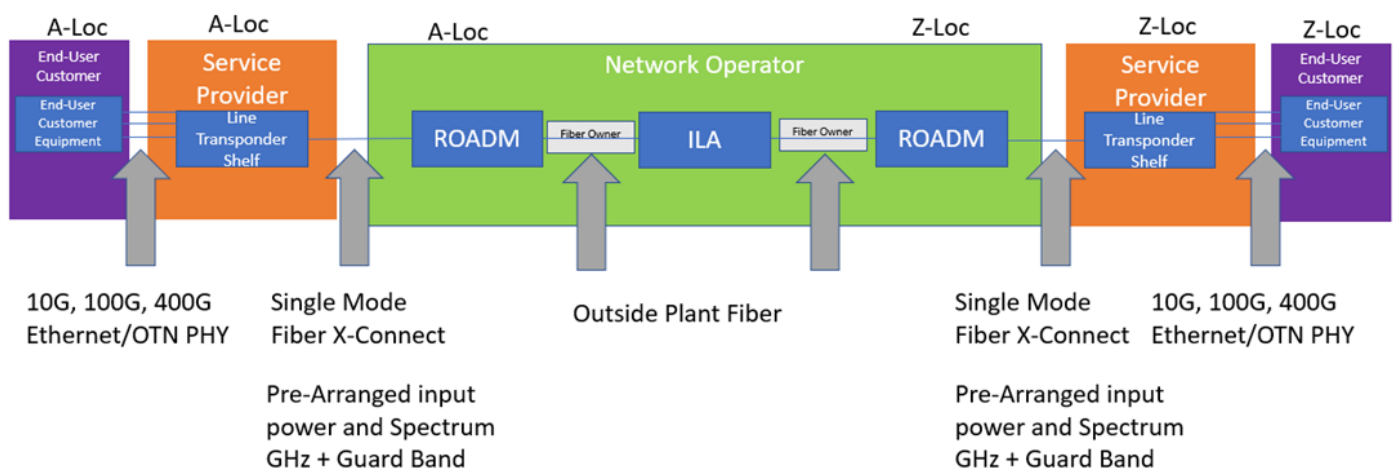 A-Loc
A-Loc
A-Loc
Z-Loc
Z-Loc
Z-Loc
End-User
Customer
End-User
Customer
Equipment
Service
Provider
Line
Transponder
Shelf
Network Operator
ROADM
Fiber Owner
ILA
Fiber Owner
ROADM
Service
Provider
Line
Transponder
Shelf
End-User
Customer
End-User
Customer
Equipment
10G, 100G, 400G
Ethernet/OTN PHY
Single Mode
Fiber X-Connect
Pre-Arranged input
power and Spectrum
GHz + Guard Band
Outside Plant Fiber
Single Mode
Fiber X-Connect
Pre-Arranged input
power and Spectrum
GHz + Guard Band
10G, 100G, 400G
Ethernet/OTN PHY